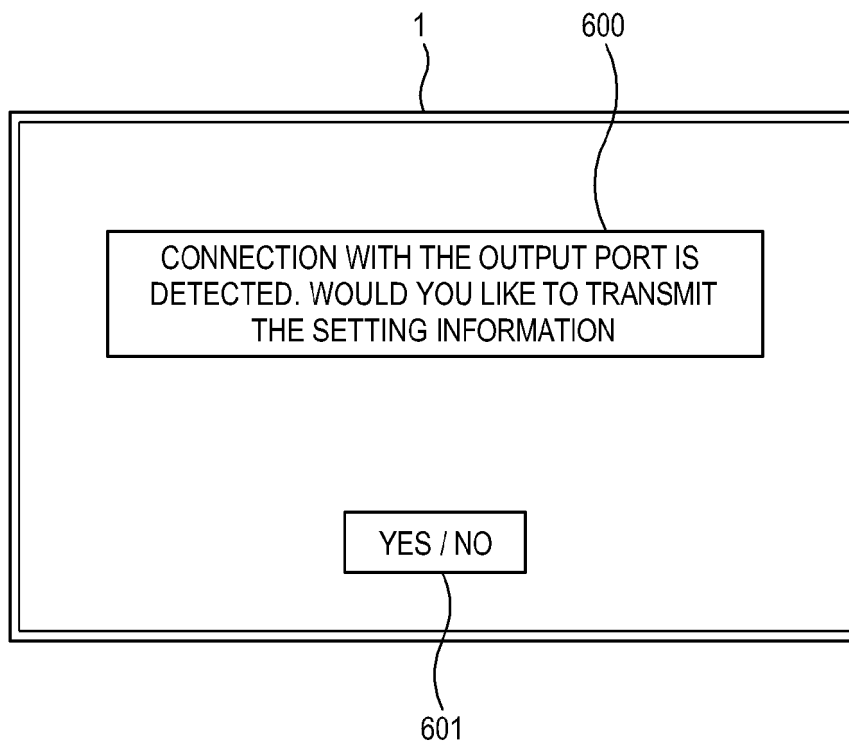 1 600
CONNECTION WITH THE OUTPUT PORT IS
DETECTED. WOULD YOU LIKE TO TRANSMIT
THE SETTING INFORMATION
YES / NO
601